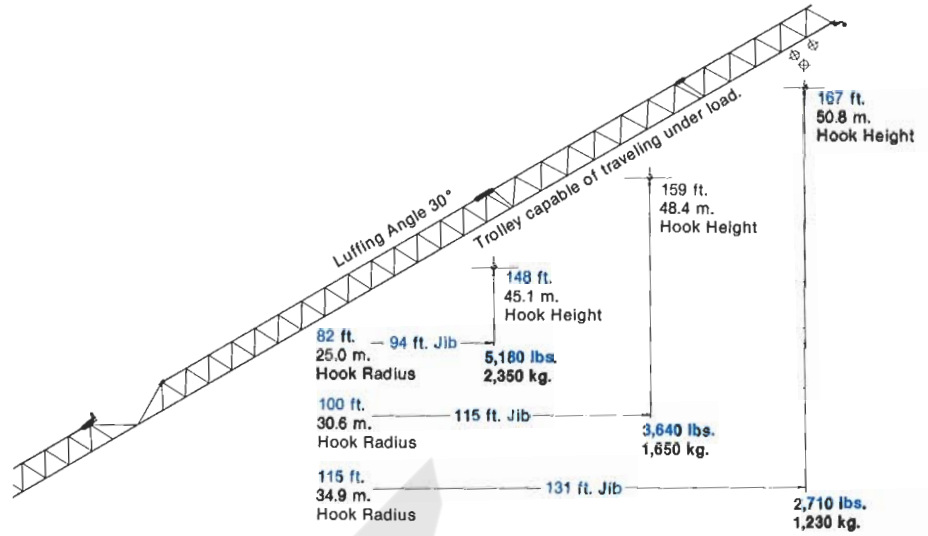 167 ft.
50.8 m.
Hook Height
Luffing Angle 30°
Trolley capable of traveling under load.
159 ft.
48.4 m.
Hook Height
148 ft.
45.1 m.
Hook Height
82 ft.
25.0 m.
Hook Radius
94 ft. Jib
5,180 lbs.
2,350 kg.
100 ft.
30.6 m.
Hook Radius
115 ft. Jib
3,640 lbs.
1,650 kg.
115 ft.
34.9 m.
Hook Radius
131 ft. Jib
2,710 lbs.
1,230 kg.